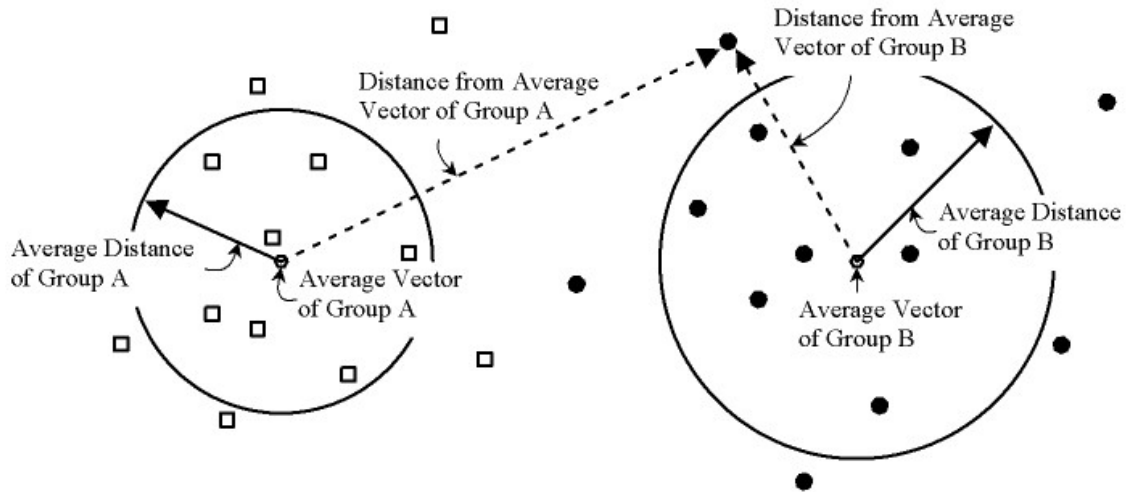 Distance from Average
Vector of Group B
Distance from Average
Vector of Group A
Average Distance
of Group A
Average Vector
of Group A
Average Distance
of Group B
Average Vector
of Group B